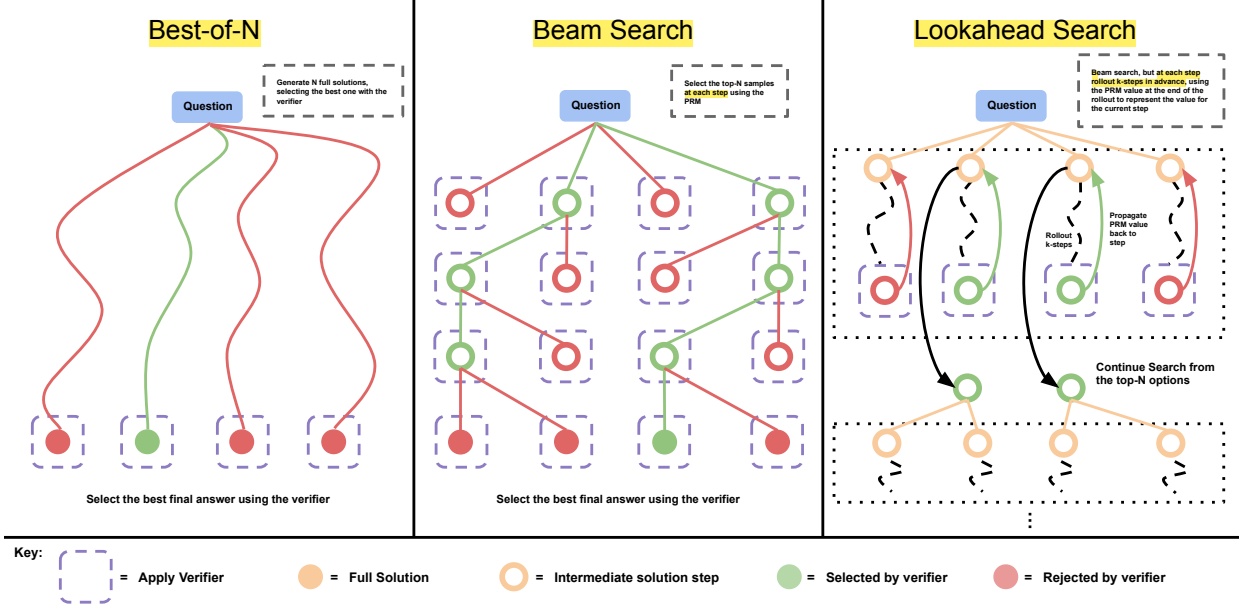 Best-of-N
Generate N full solutions,
selecting the best one with the
verifier
Question
Select the best final answer using the verifier
Beam Search
Select the top-N samples
at each step using the
PRM
Question
Select the best final answer using the verifier
Lookahead Search
Beam search, but at each step
rollout k-steps in advance, using
the PRM value at the end of the
rollout to represent the value for
the current step
Question
Rollout
k-steps
Propagate
PRM value
back to
step
Continue Search from
the top-N options
Key:
= Apply Verifier
= Full Solution
= Intermediate solution step
= Selected by verifier
= Rejected by verifier